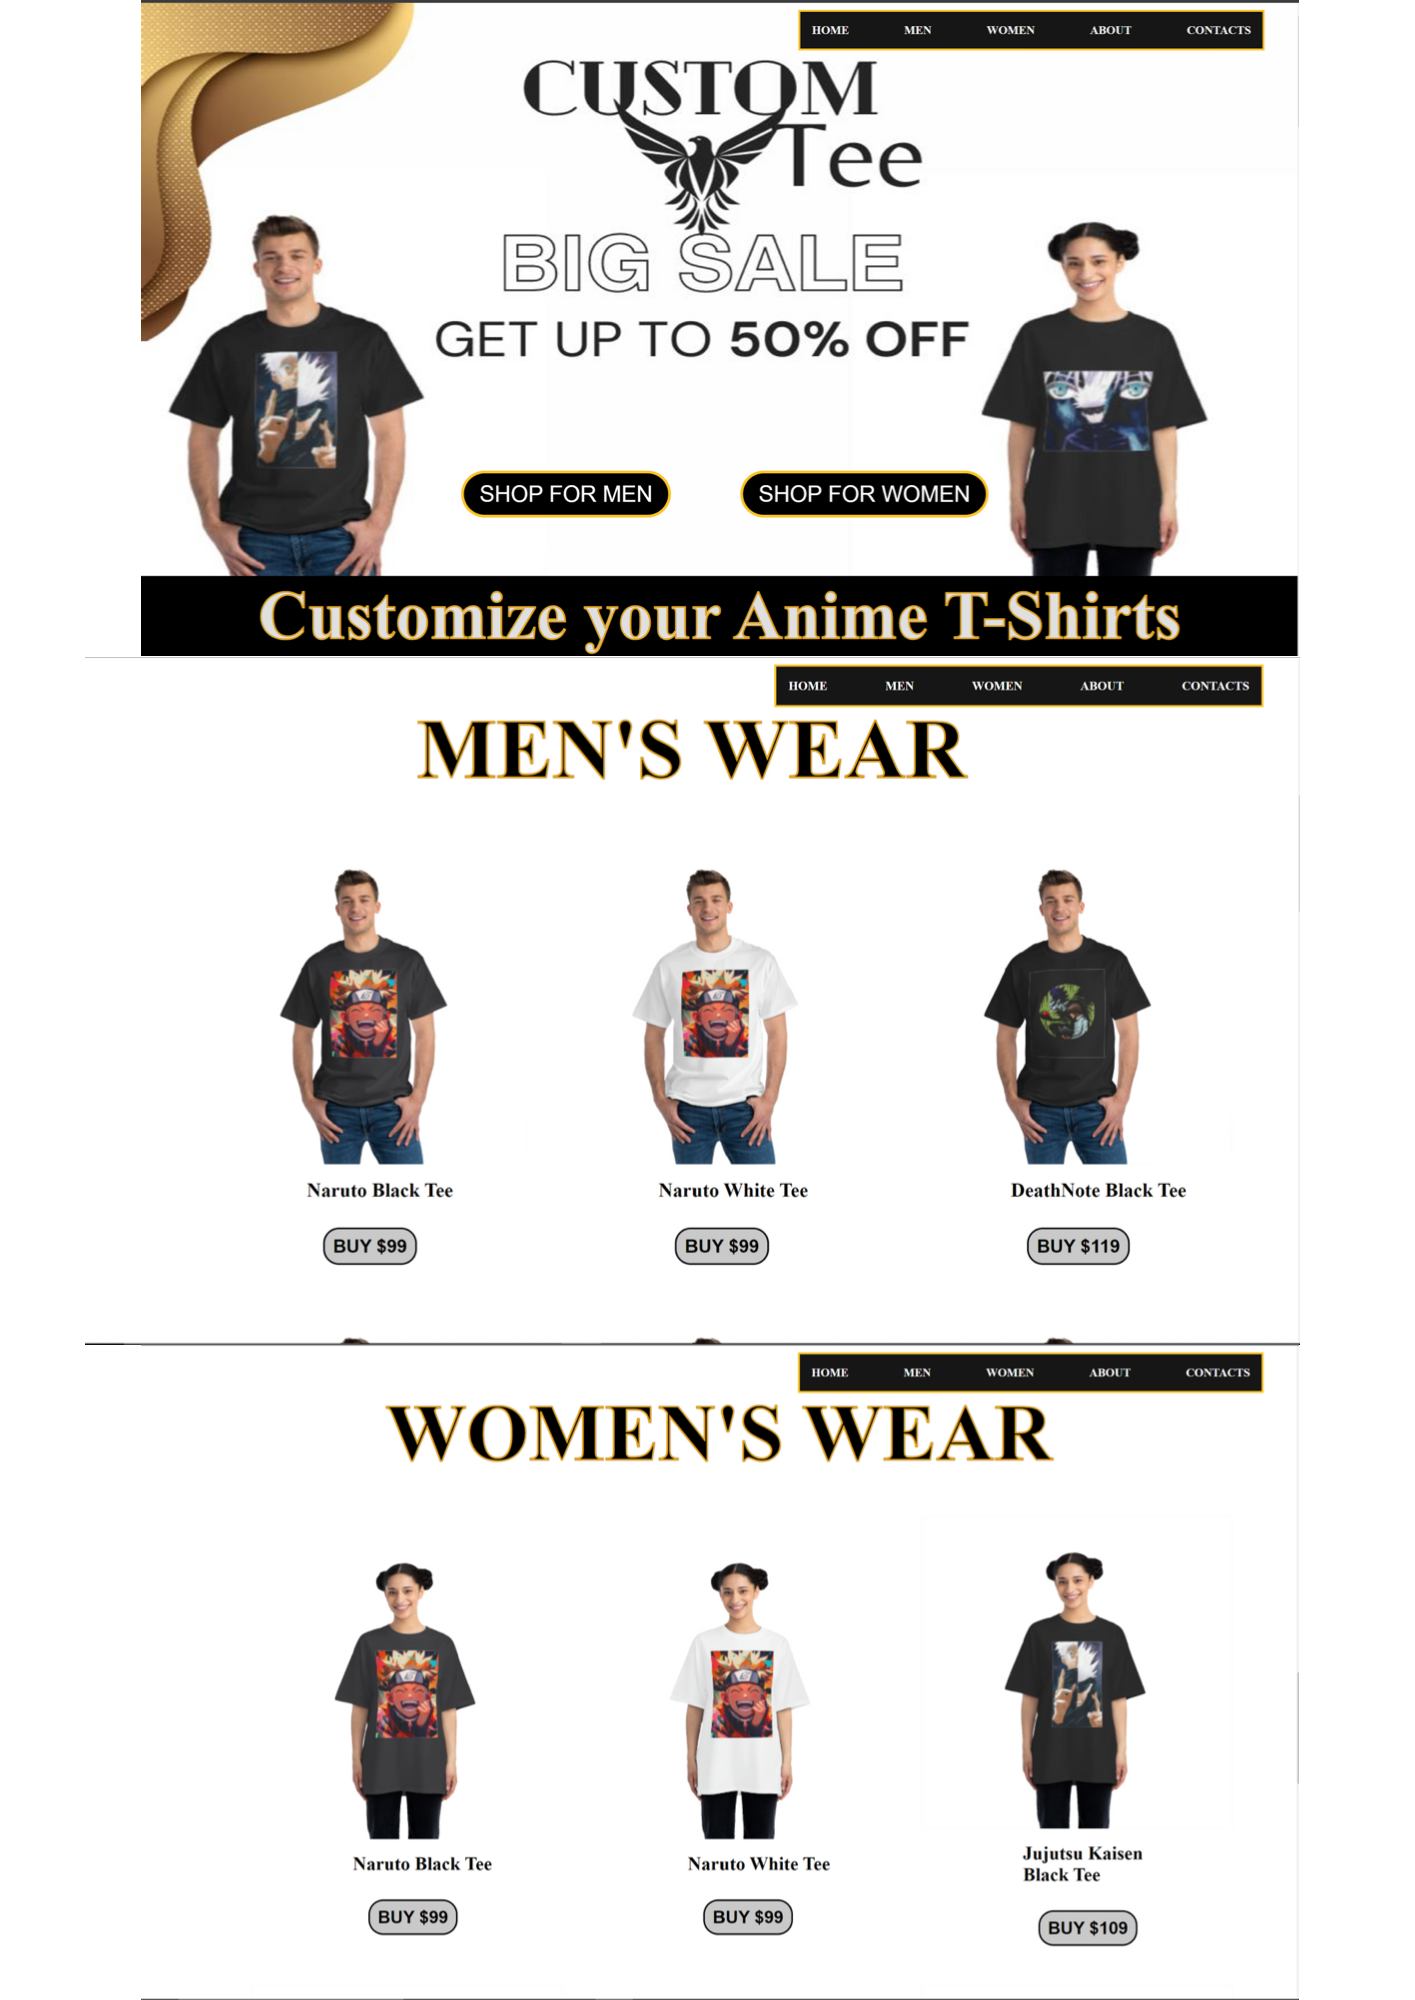 HOME MEN WOMEN ABOUT CONTACTS
CUSTOM
Tee
BIG SALE
GET UP TO 50% OFF
SHOP FOR MEN SHOP FOR WOMEN
Customize your Anime T-Shirts
HOME MEN WOMEN ABOUT CONTACTS
MEN'S WEAR
Naruto Black Tee Naruto White Tee DeathNote Black Tee
BUY $99 BUY $99 BUY $119
HOME MEN WOMEN ABOUT CONTACTS
WOMEN'S WEAR
Naruto Black Tee Naruto White Tee Jujutsu Kaisen
Black Tee
BUY $99 BUY $99 BUY $109